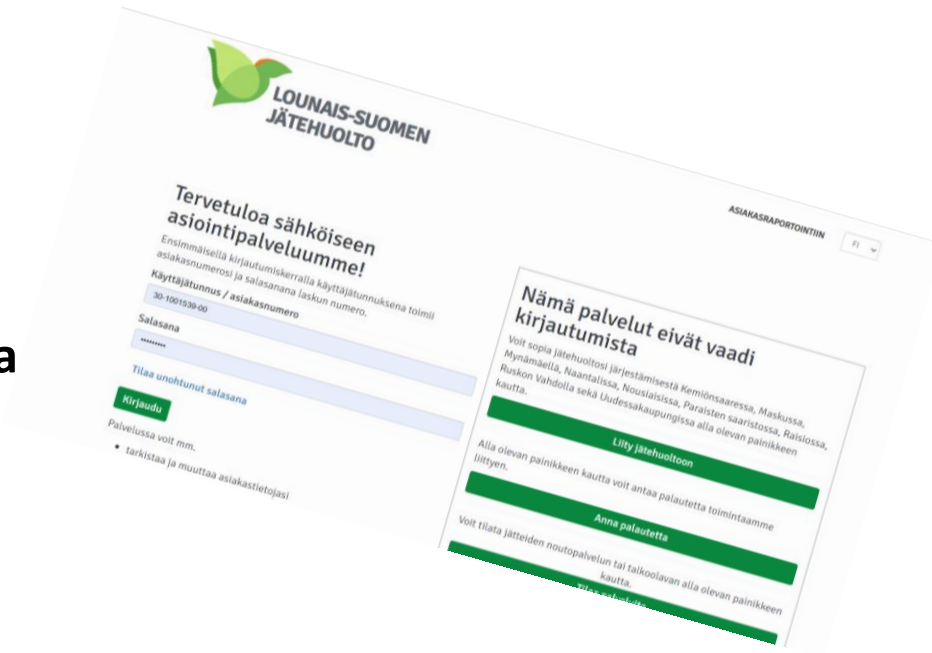 LOUNAIS-SUOMEN
JÄTEHUOLTO
ASIAKASRAPORTOINTIIN
FI
Tervetuloa sähköiseen
asiointipalveluumme!
Ensimmäisellä kirjautumiskerralla käyttäjätunnuksena toimii
asiakasnumerosi ja salasanana laskun numero.
Käyttäjätunnus / asiakasnumero
30-1001539-00
Salasana
•••••••••
Tilaa unohtunut salasana
Kirjaudu
Palvelussa voit mm.
• tarkistaa ja muuttaa asiakastietojasi
Nämä palvelut eivät vaadi
kirjautumista
Voit sopia jätehuoltosi järjestämisestä Kemiönsaaressa, Maskussa,
Mynämäellä, Naantalissa, Nousiaisissa, Paraisten saaristossa, Raisiossa,
Ruskon Vahdolla sekä Uudessakaupungissa alla olevan painikkeen
kautta.
Liity jätehuoltoon
Alla olevan painikkeen kautta voit antaa palautetta toimintaamme
liittyen.
Anna palautetta
Voit tilata jätteiden noutopalvelun tai talkoolavan alla olevan painikkeen
kautta.
a